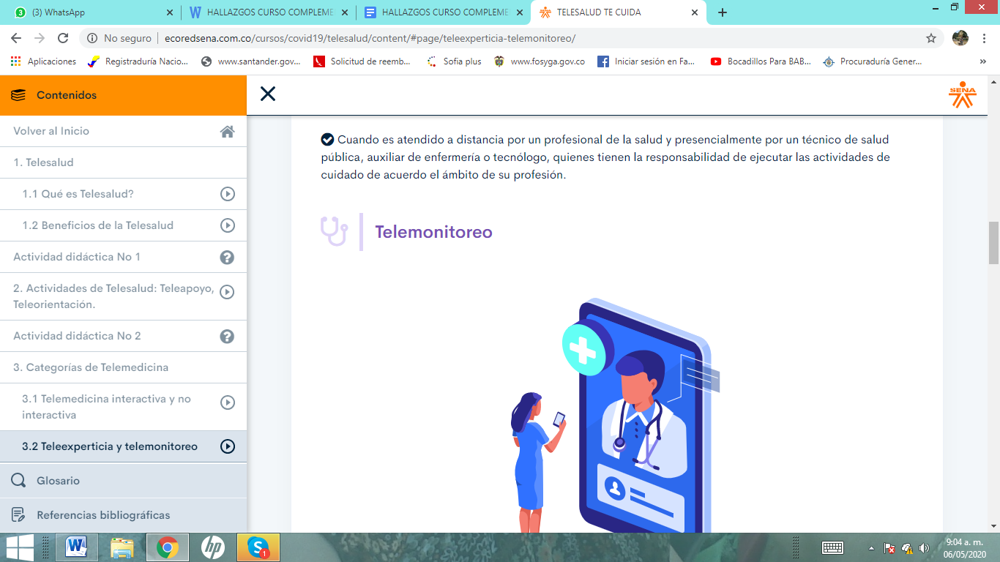 3
(3) WhatsApp
HALLAZGOS CURSO COMPLEME
HALLAZGOS CURSO COMPLEME
TELESALUD TE CUIDA
No seguro
ecoredsena.com.co/cursos/covid19/telesalud/content/#page/teleexperticia-telemonitoreo/
Aplicaciones
Registraduría Nacio...
www.santander.gov...
Solicitud de reemb...
Sofia plus
www.fosyga.gov.co
Iniciar sesión en Fa...
Bocadillos Para BAB...
Procuraduría Gener...
»
Contenidos
SENA
Volver al Inicio
1. Telesalud
1.1 Qué es Telesalud?
1.2 Beneficios de la Telesalud
Actividad didáctica No 1
2. Actividades de Telesalud: Teleapoyo,
Teleorientación.
Actividad didáctica No 2
3. Categorías de Telemedicina
3.1 Telemedicina interactiva y no
interactiva
3.2 Teleexperticia y telemonitoreo
Glosario
Referencias bibliográficas
Cuando es atendido a distancia por un profesional de la salud y presencialmente por un técnico de salud
pública, auxiliar de enfermería o tecnólogo, quienes tienen la responsabilidad de ejecutar las actividades de
cuidado de acuerdo el ámbito de su profesión.
Telemonitoreo
W
hp
S
1
9:04 a. m.
06/05/2020